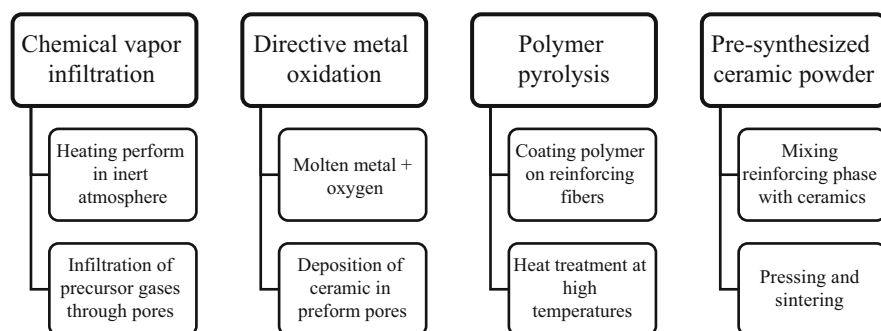 Chemical vapor
infiltration
Heating perform
in inert
atmosphere
Infiltration of
precursor gases
through pores
Directive metal
oxidation
Molten metal +
oxygen
Deposition of
ceramic in
preform pores
Polymer
pyrolysis
Coating polymer
on reinforcing
fibers
Heat treatment at
high
temperatures
Pre-synthesized
ceramic powder
Mixing
reinforcing phase
with ceramics
Pressing and
sintering